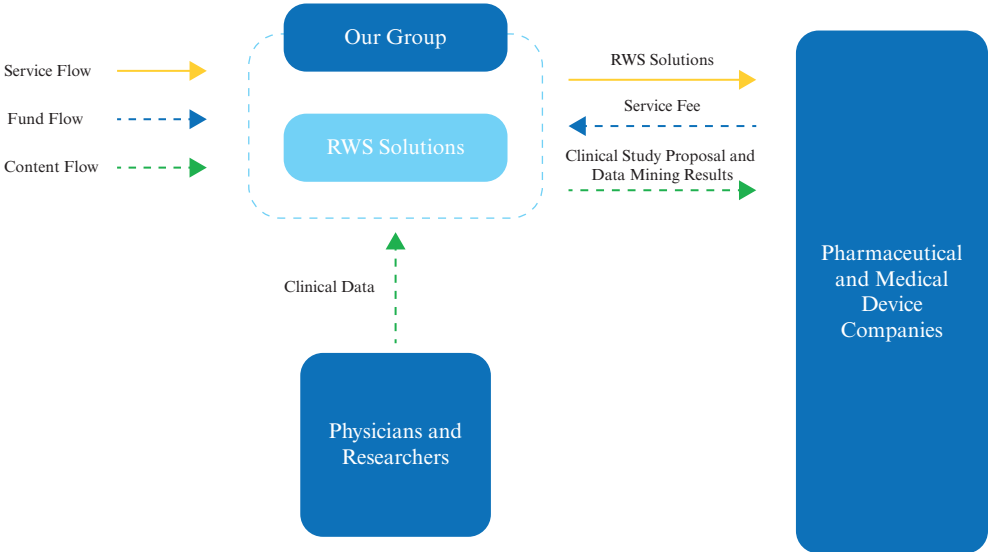 Our Group
Service Flow
RWS Solutions
Fund Flow
Service Fee
RWS Solutions
Content Flow
Clinical Study Proposal and
Data Mining Results
Clinical Data
Pharmaceutical
and Medical
Device
Companies
Physicians and
Researchers